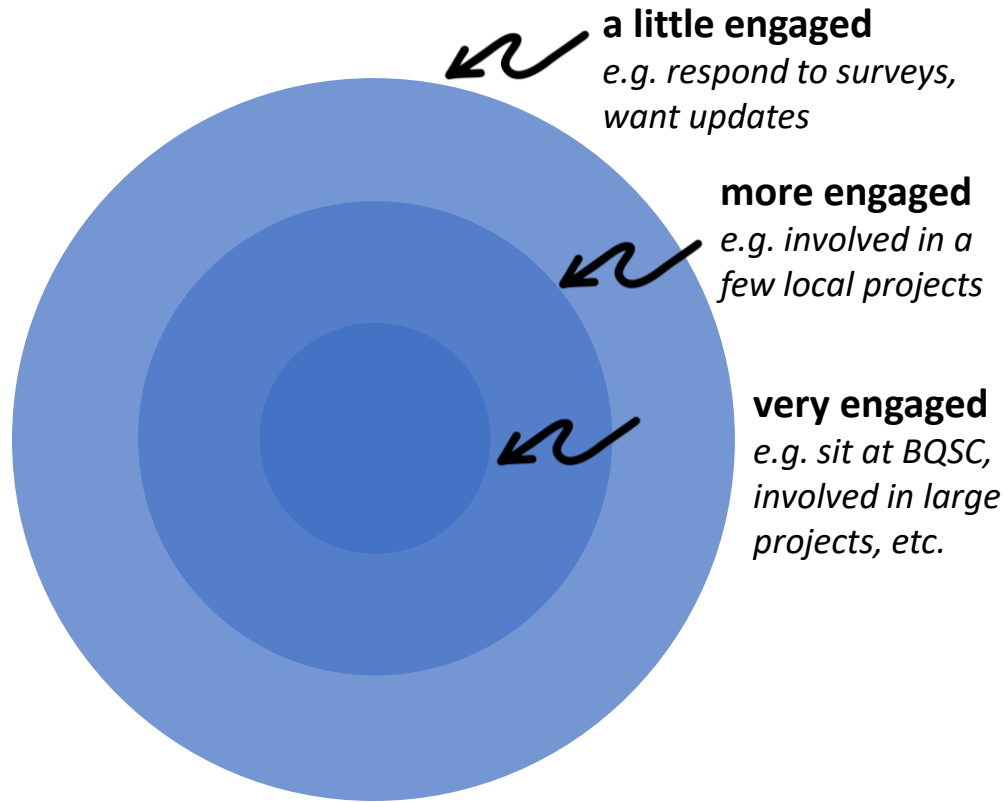 a little engaged
e.g. respond to surveys,
want updates
more engaged
e.g. involved in a
few local projects
very engaged
e.g. sit at BQSC,
involved in large
projects, etc.